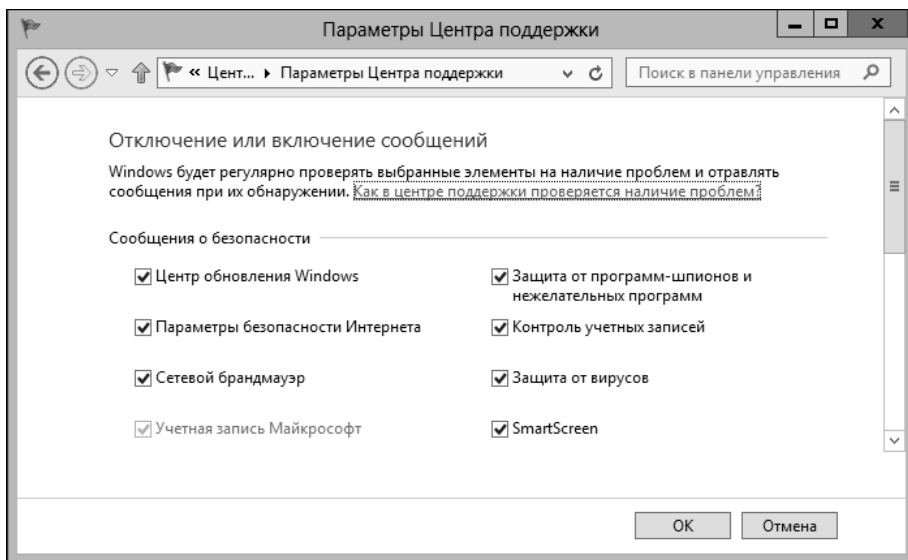 Параметры Центра поддержки
« Цент... Параметры Центра поддержки
Поиск в панели управления
Отключение или включение сообщений
Windows будет регулярно проверять выбранные элементы на наличие проблем и отравлять
сообщения при их обнаружении. Как в центре поддержки проверяется наличие проблем?
Сообщения о безопасности
Центр обновления Windows
Защита от программ-шпионов и
нежелательных программ
Параметры безопасности Интернета
Контроль учетных записей
Сетевой брандмауэр
Защита от вирусов
Учетная запись Майкрософт
SmartScreen
OK
Отмена